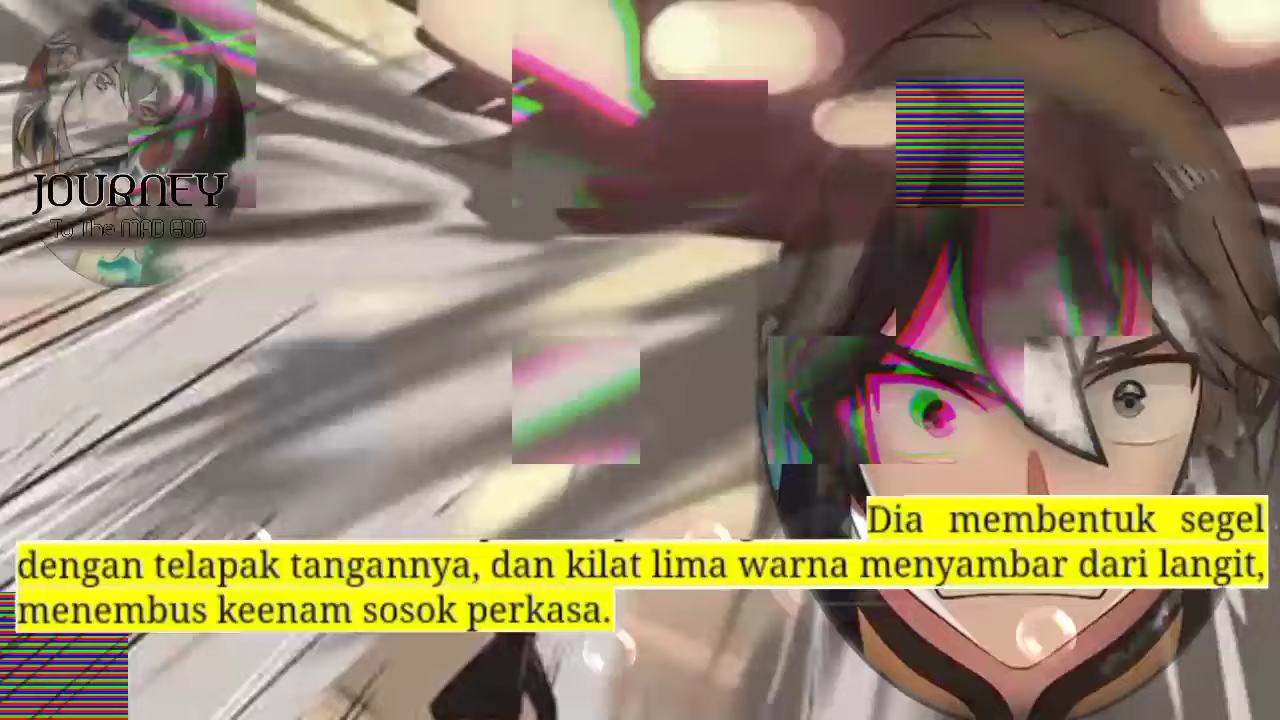 JOURNEY
To The MAD GOD
Dia membentuk segel
dengan telapak tangannya, dan kilat lima warna menyambar dari langit,
menembus keenam sosok perkasa.